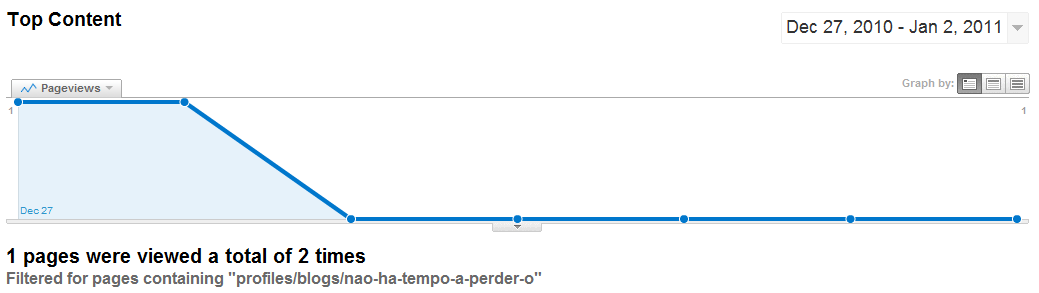 Top Content
Dec 27, 2010 - Jan 2, 2011
Pageviews
Graph by:
1
1
Dec 27
1 pages were viewed a total of 2 times
Filtered for pages containing "profiles/blogs/nao-ha-tempo-a-perder-o"